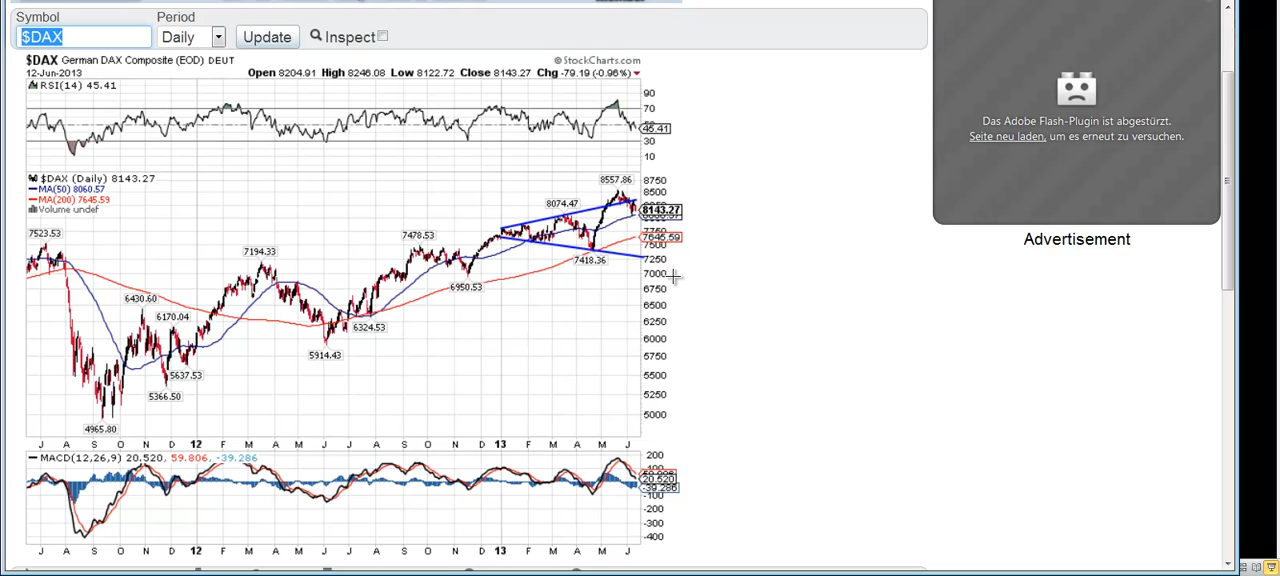 Symbol Period
$DAX Daily Update Inspect
$DAX German DAX Composite (EOD) DEUT © StockCharts.com
12-Jun-2013 Open 8204.91 High 8246.08 Low 8122.72 Close 8143.27 Chg -79.19 (-0.96%)
RSI(14) 45.41
90
70
45.41
30
10
$DAX (Daily) 8143.27
MA(50) 8060.57
MA(200) 7645.59
Volume undef
8557.86
8074.47
7523.53
7478.53
7194.33
7418.36
6950.53
6430.60
6170.04
6324.53
5914.43
5637.53
5366.50
4965.80
8750
8500
8143.27
7645.59
7500
7250
7000
6750
6500
6250
6000
5750
5500
5250
5000
J A S O N D 12 F M A M J J A S O N D 13 F M A M J
MACD(12,26,9) 20.520, 59.806, -39.286
200
20.520
-39.286
-100
-200
-300
-400
J A S O N D 12 F M A M J J A S O N D 13 F M A M J
Das Adobe Flash-Plugin ist abgestürzt.
Seite neu laden, um es erneut zu versuchen.
Advertisement